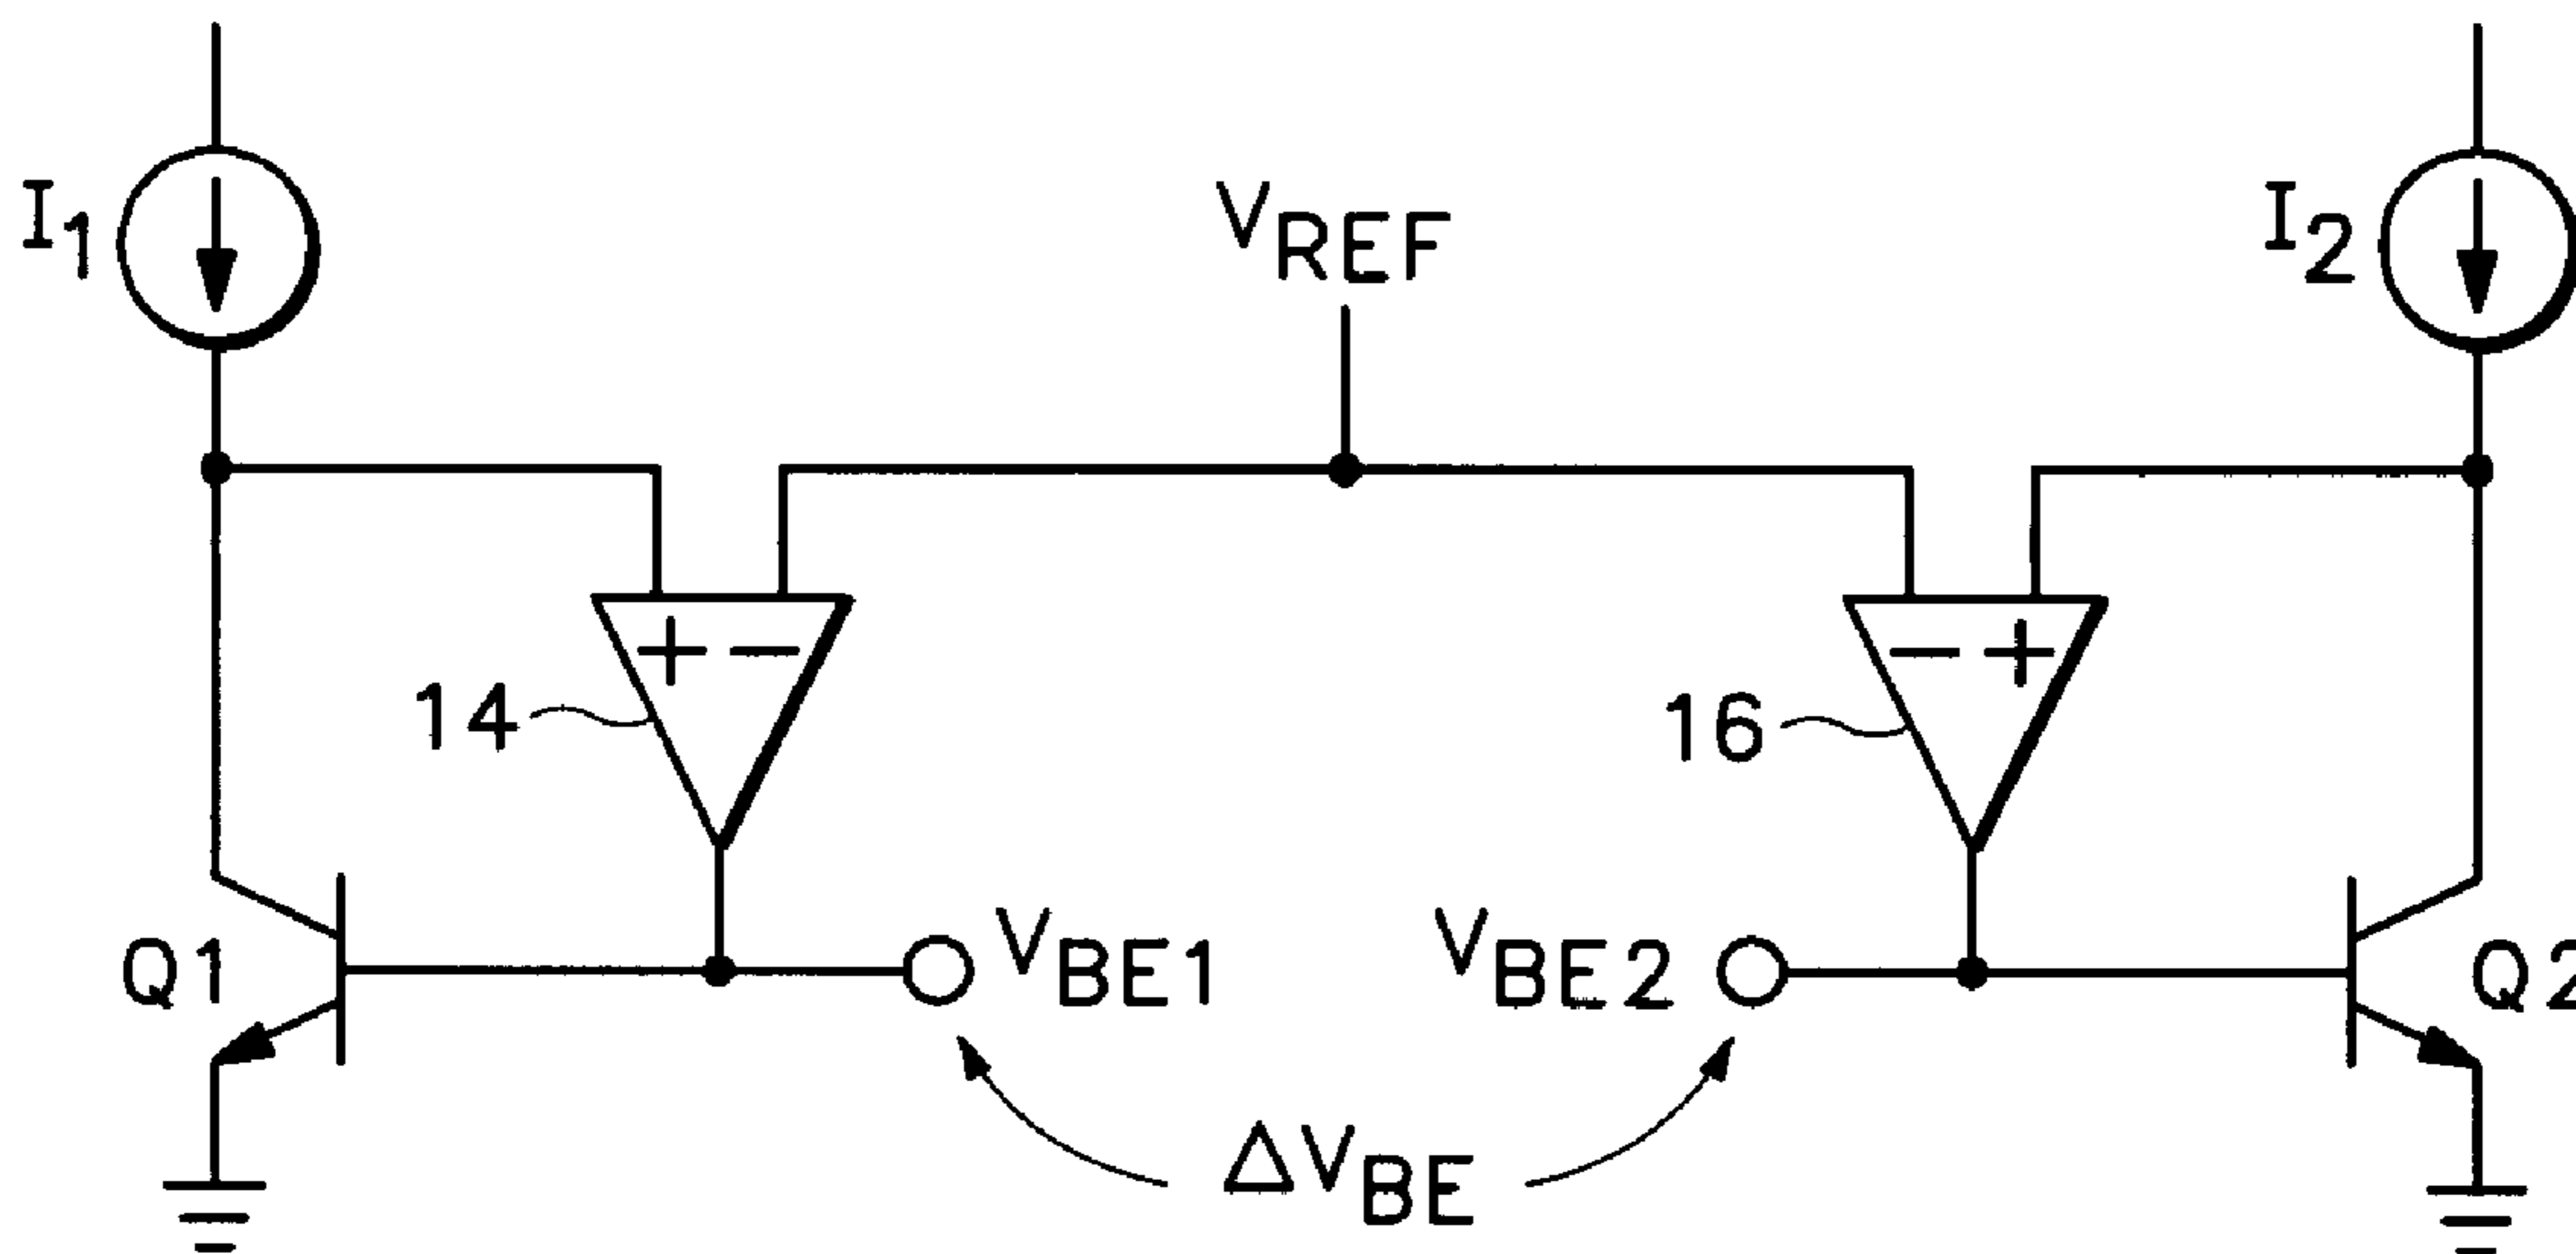 I1
I2
VREF
+ −
− +
14
16
Q1
VBE1
VBE2
Q2
ΔVBE